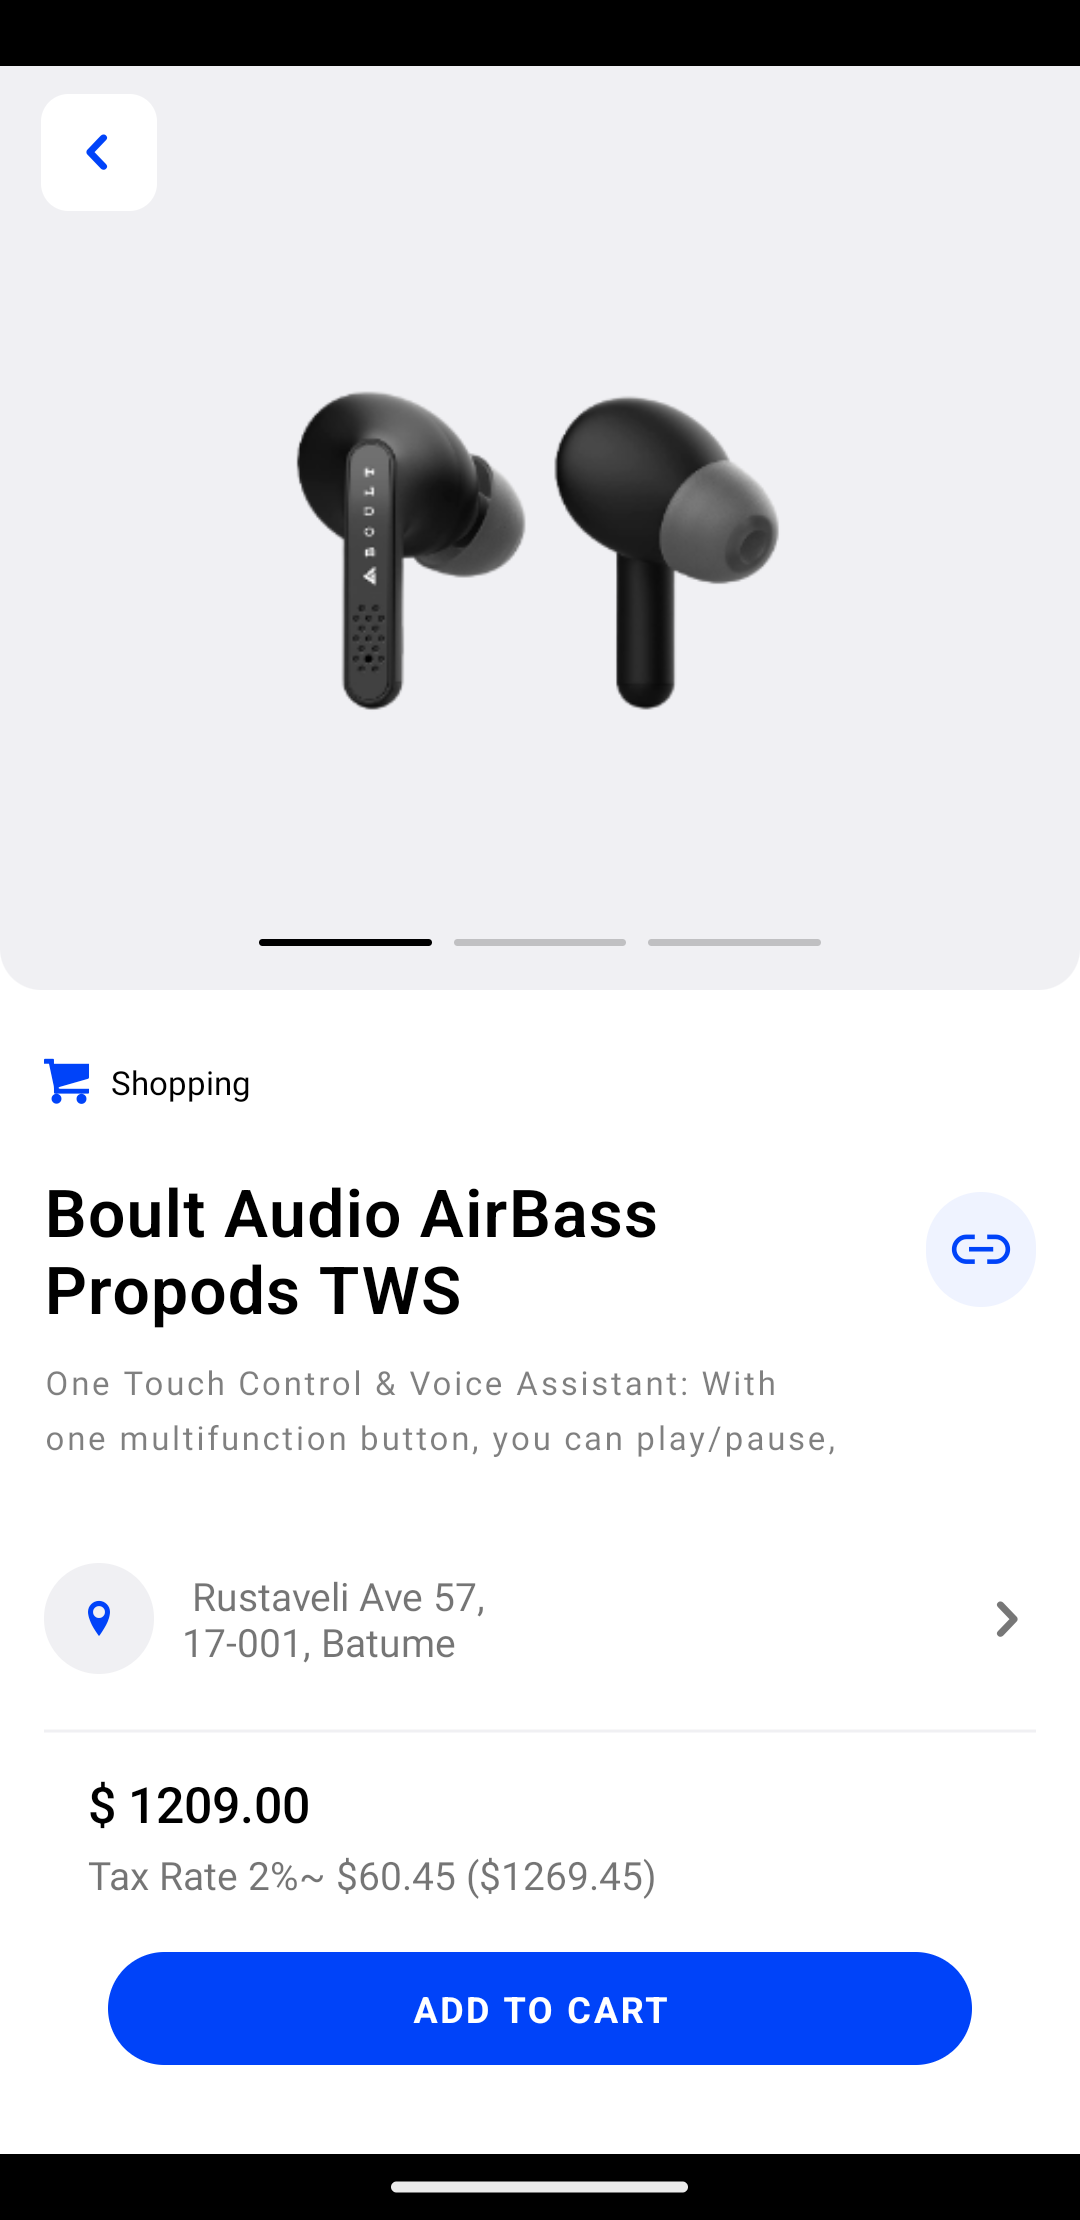 BOULT
Shopping
Boult Audio AirBass
Propods TWS
One Touch Control & Voice Assistant: With
one multifunction button, you can play/pause,
Rustaveli Ave 57,
17-001, Batume
$ 1209.00
Tax Rate 2%~ $60.45 ($1269.45)
ADD TO CART